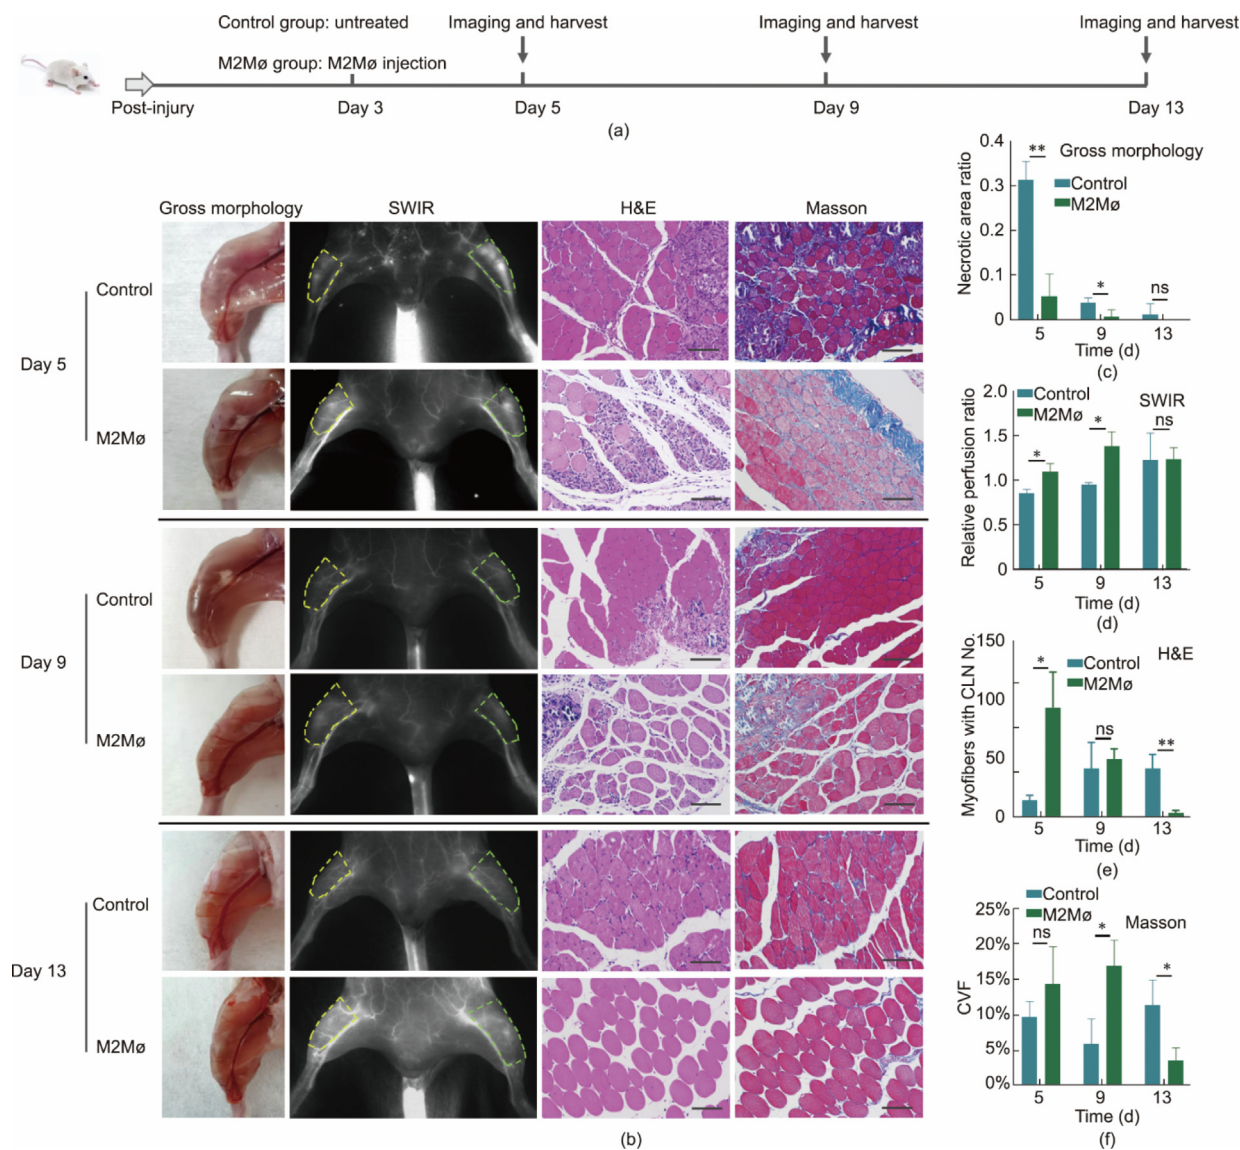 Control group: untreated
Imaging and harvest
Imaging and harvest
Imaging and harvest
M2Mø group: M2Mø injection
Post-injury
Day 3
Day 5
Day 9
Day 13
(a)
Gross morphology
SWIR
H&E
Masson
Day 5
Control
M2Mø
Day 9
Control
M2Mø
Day 13
Control
M2Mø
(b)
Necrotic area ratio
0.4
0.3
0.2
0.1
0
**
*
ns
Gross morphology
Control
M2Mø
5
9
13
Time (d)
(c)
Relative perfusion ratio
2.0
1.5
1.0
0.5
0.0
Control
M2Mø
SWIR
*
*
ns
5
9
13
Time (d)
(d)
Myofibers with CLN No.
150
100
50
0
Control
M2Mø
H&E
*
ns
**
5
9
13
Time (d)
(e)
CVF
25%
20%
15%
10%
5%
0%
Control
M2Mø
Masson
ns
*
*
5
9
13
Time (d)
(f)